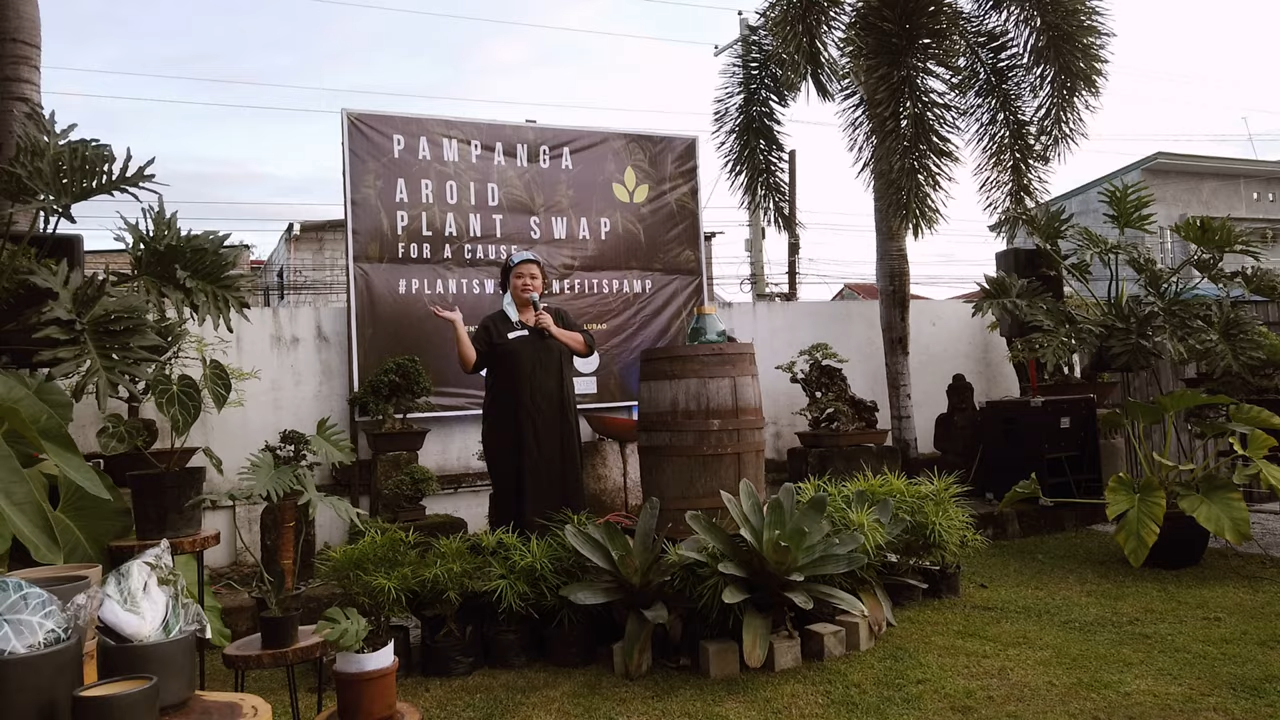 PAMPANGA
AROID
PLANT SWAP
FOR A CAUSE
LUBAO